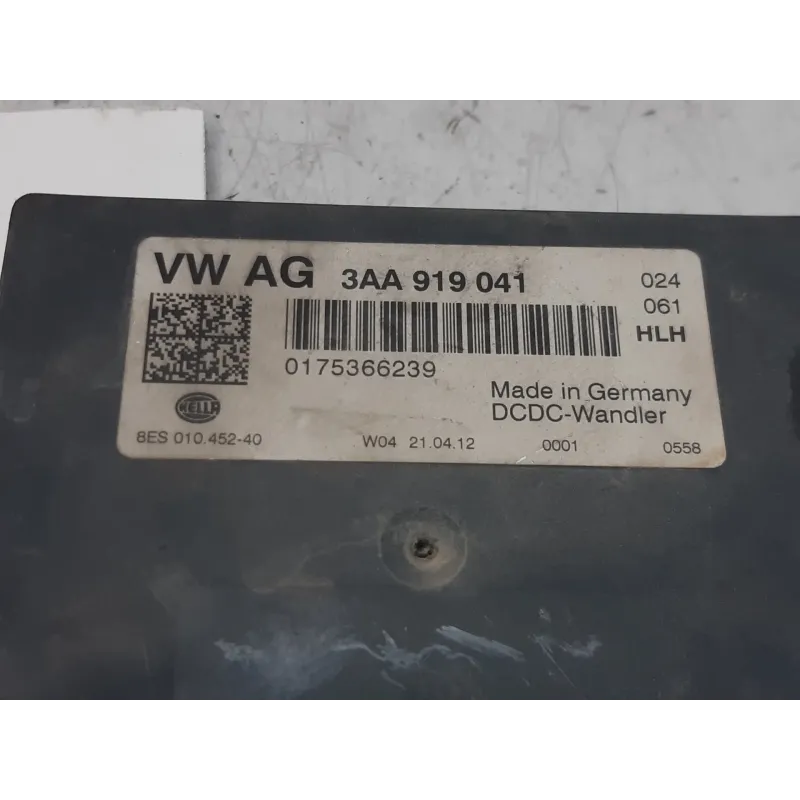 VW AG 3AA 919 041 024
061
HLH
0175366239
Made in Germany
DCDC-Wandler
HELLA
8ES 010.452-40 W04 21.04.12 0001 0558